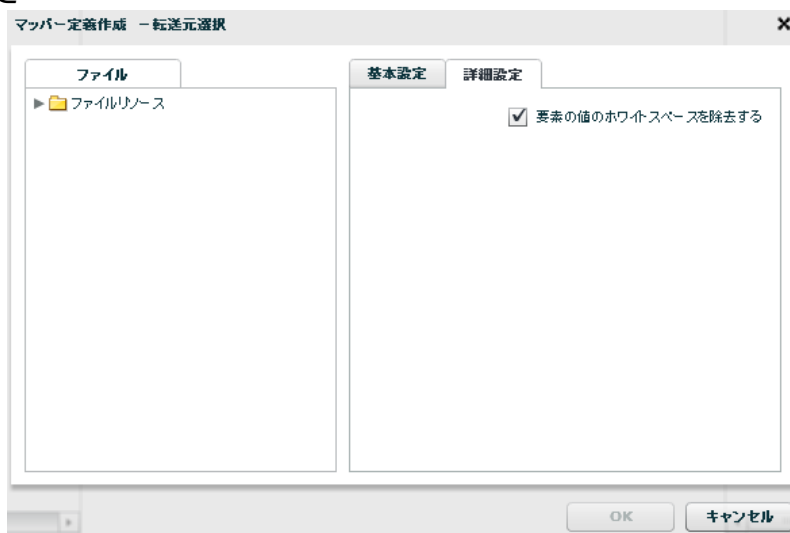 マッパー定義作成 －転送元選択
ファイル
ファイルリソース
基本設定
詳細設定
要素の値のホワイトスペースを除去する
OK
キャンセル